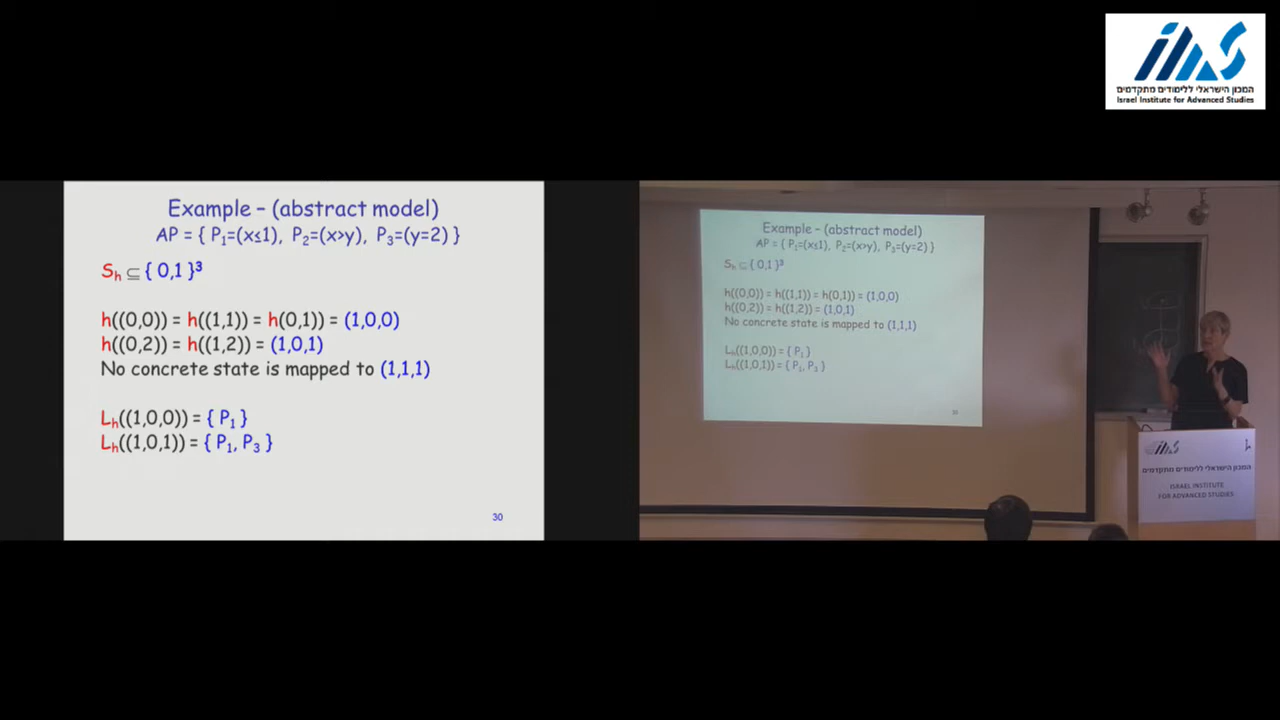 המכון הישראלי ללימודים מתקדמים
Israel Institute for Advanced Studies
Example – (abstract model)
AP = { P₁=(x≤1), P₂=(x>y), P₃=(y=2) }
Sₕ ⊆ { 0,1 }³
h((0,0)) = h((1,1)) = h(0,1)) = (1,0,0)
h((0,2)) = h((1,2)) = (1,0,1)
No concrete state is mapped to (1,1,1)
Lₕ((1,0,0)) = { P₁ }
Lₕ((1,0,1)) = { P₁, P₃ }
30
Example – (abstract model)
AP = { P₁=(x≤1), P₂=(x>y), P₃=(y=2) }
Sₕ ⊆ { 0,1 }³
h((0,0)) = h((1,1)) = h(0,1)) = (1,0,0)
h((0,2)) = h((1,2)) = (1,0,1)
No concrete state is mapped to (1,1,1)
Lₕ((1,0,0)) = { P₁ }
Lₕ((1,0,1)) = { P₁, P₃ }
30
המכון הישראלי ללימודים מתקדמים
ISRAEL INSTITUTE
FOR ADVANCED STUDIES